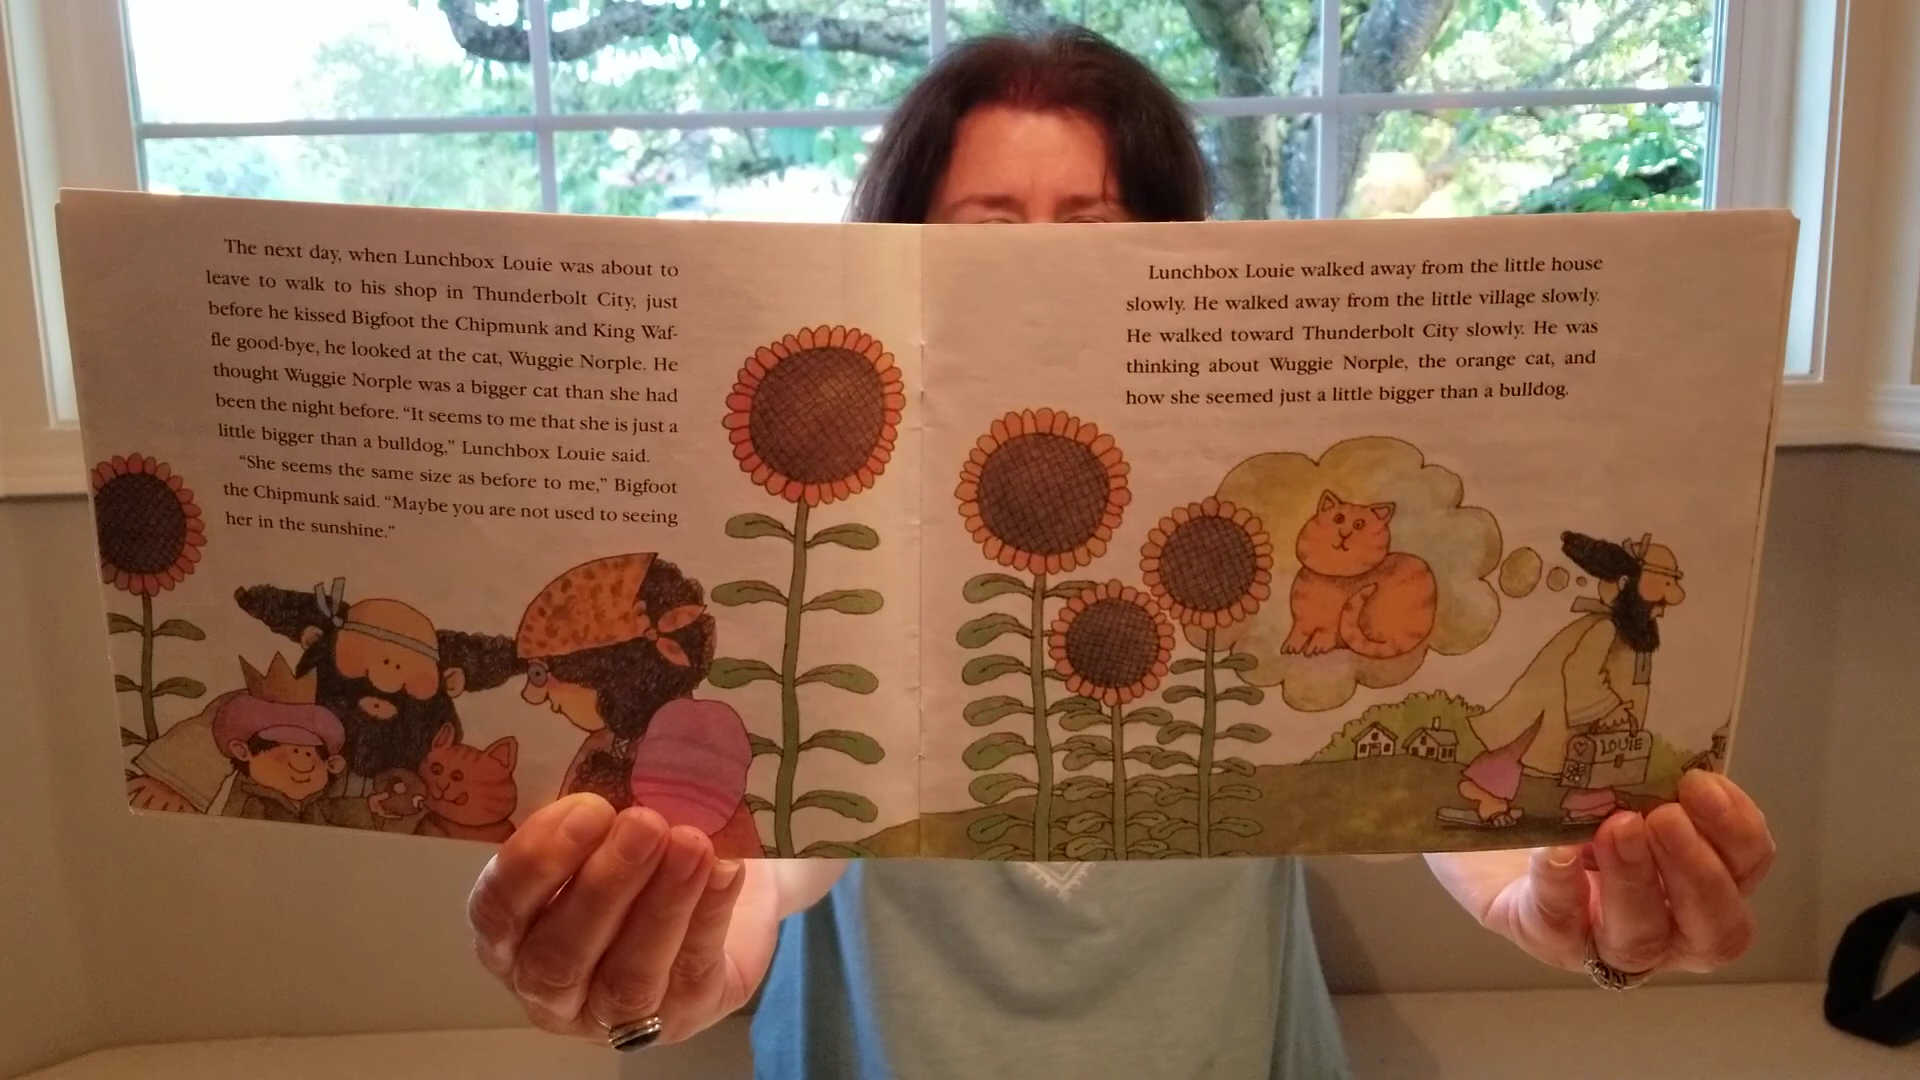 The next day, when Lunchbox Louie was about to
leave to walk to his shop in Thunderbolt City, just
before he kissed Bigfoot the Chipmunk and King Waf-
fle good-bye, he looked at the cat, Wuggie Norple. He
thought Wuggie Norple was a bigger cat than she had
been the night before. “It seems to me that she is just a
little bigger than a bulldog,” Lunchbox Louie said.
“She seems the same size as before to me,” Bigfoot
the Chipmunk said. “Maybe you are not used to seeing
her in the sunshine.”
Lunchbox Louie walked away from the little house
slowly. He walked away from the little village slowly.
He walked toward Thunderbolt City slowly. He was
thinking about Wuggie Norple, the orange cat, and
how she seemed just a little bigger than a bulldog.
LOUIE